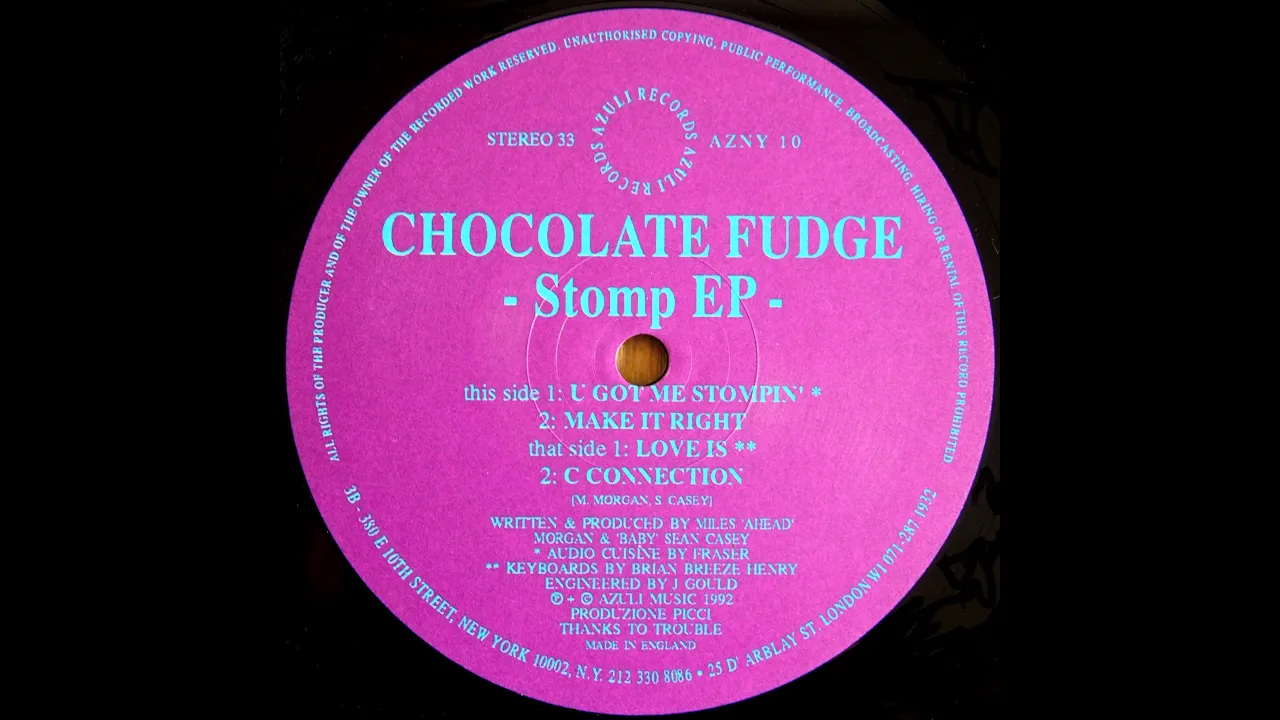 ALL RIGHTS OF THE PRODUCER AND OF THE OWNER OF THE RECORDED WORK RESERVED. UNAUTHORISED COPYING, PUBLIC PERFORMANCE, BROADCASTING, HIRING OR RENTAL OF THIS RECORD PROHIBITED
AZULI RECORDS AZULI RECORDS
STEREO 33
AZNY 10
CHOCOLATE FUDGE
- Stomp EP -
this side 1: U GOT ME STOMPIN' *
2: MAKE IT RIGHT
that side 1: LOVE IS **
2: C CONNECTION
(M. MORGAN, S. CASEY)
WRITTEN & PRODUCED BY MILES 'AHEAD'
MORGAN & 'BABY' SEAN CASEY
* AUDIO CUISINE BY FRASER
** KEYBOARDS BY BRIAN BREEZE HENRY
ENGINEERED BY J GOULD
℗ + © AZULI MUSIC 1992
PRODUZIONE PICCI
THANKS TO TROUBLE
MADE IN ENGLAND
3B - 380 E 10TH STREET, NEW YORK 10002, N.Y. 212 330 8086 • 25 D' ARBLAY ST. LONDON W1 071-287 1932